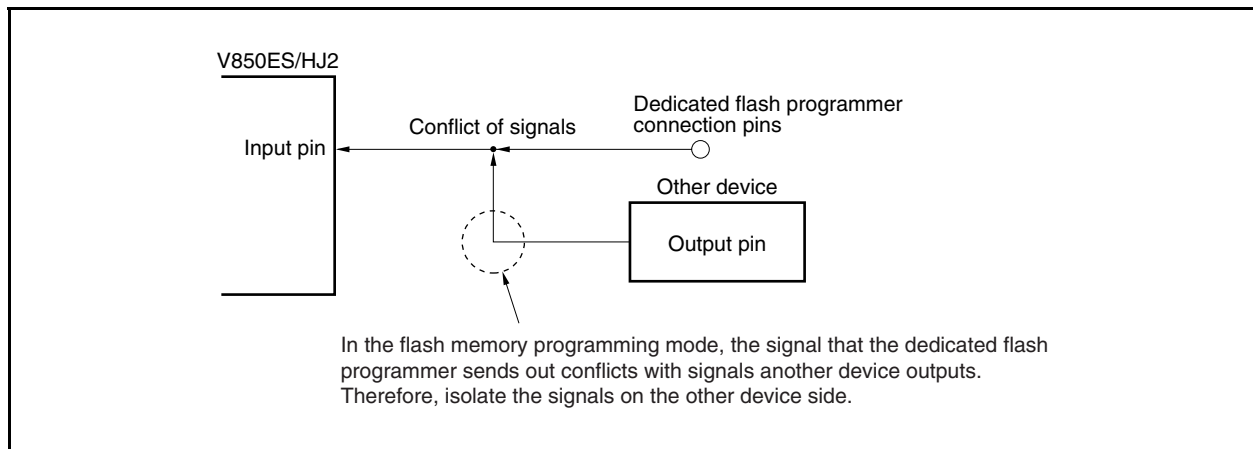 V850ES/HJ2
Dedicated flash programmer
connection pins
Conflict of signals
Input pin
Other device
Output pin
In the flash memory programming mode, the signal that the dedicated flash
programmer sends out conflicts with signals another device outputs.
Therefore, isolate the signals on the other device side.